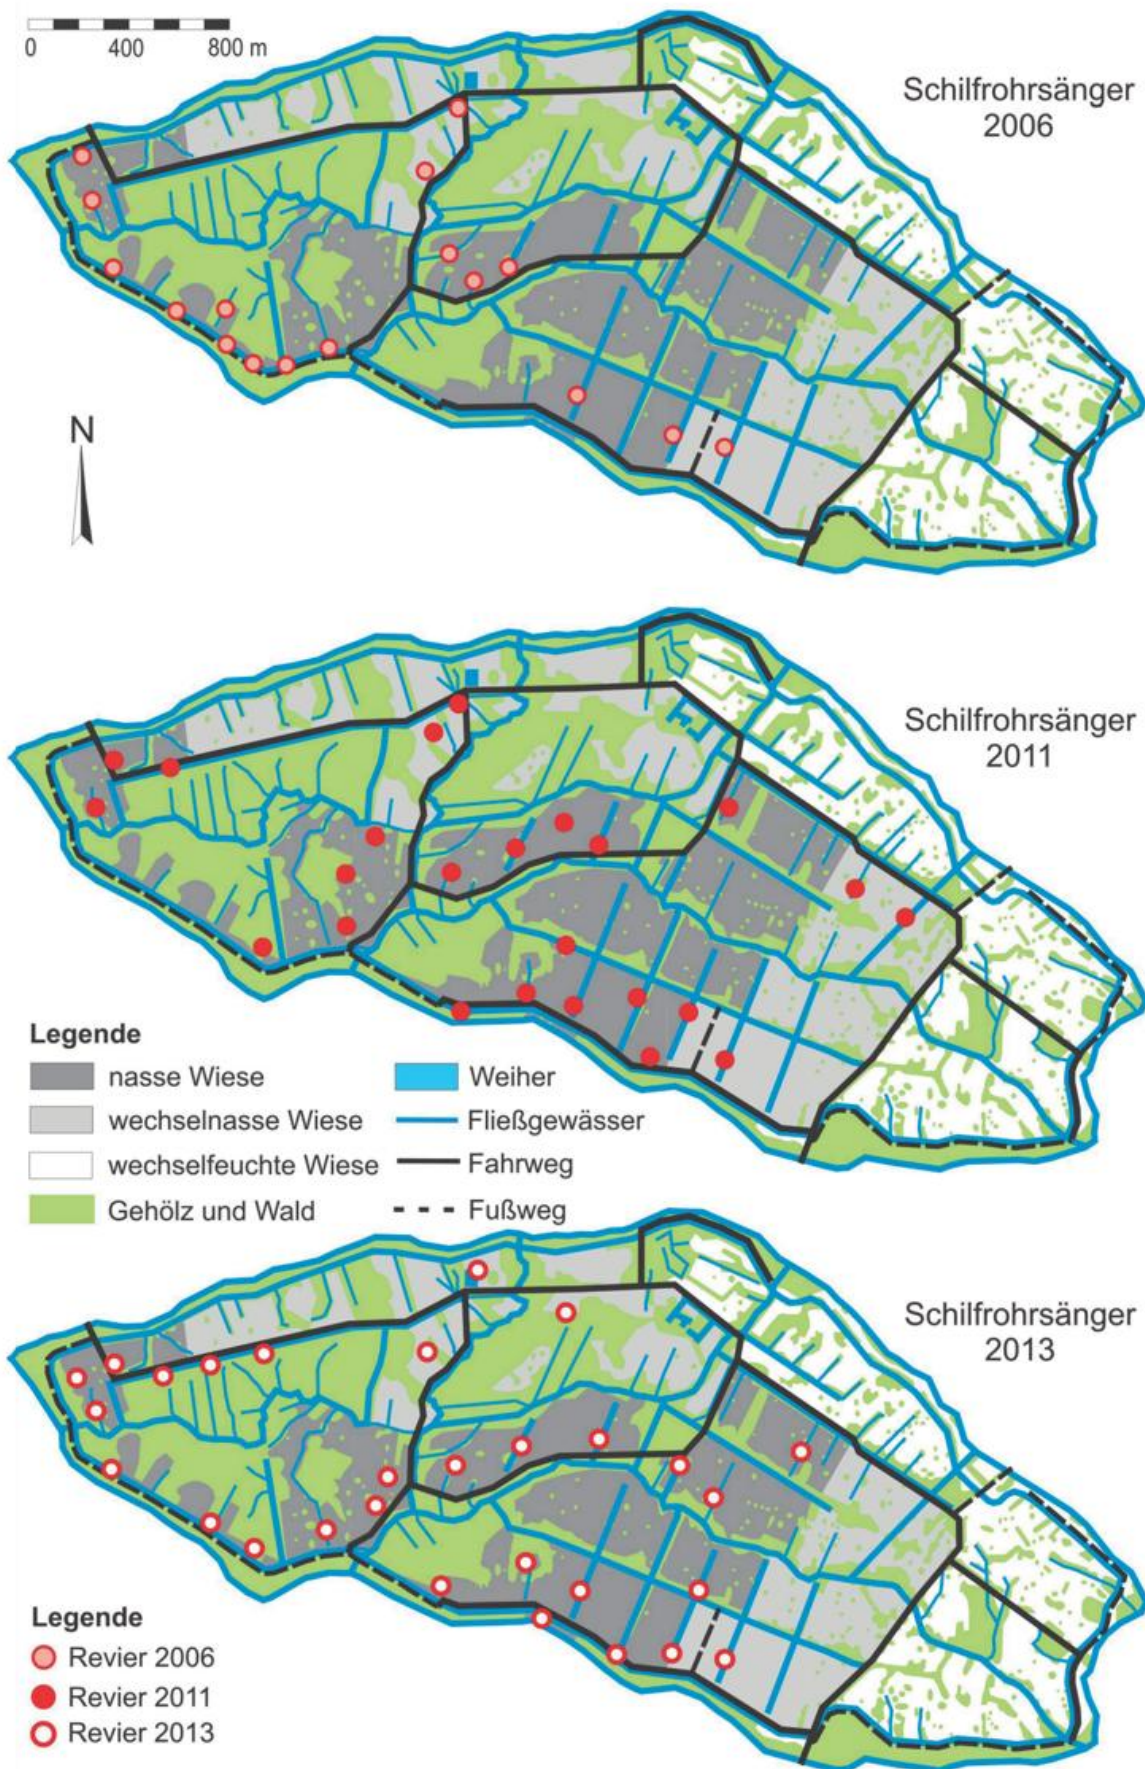 0 400 800 m
Schilfrohrsänger
2006
N
Schilfrohrsänger
2011
Legende
nasse Wiese
wechselnasse Wiese
wechselfeuchte Wiese
Gehölz und Wald
Weiher
Fließgewässer
Fahrweg
Fußweg
Schilfrohrsänger
2013
Legende
Revier 2006
Revier 2011
Revier 2013